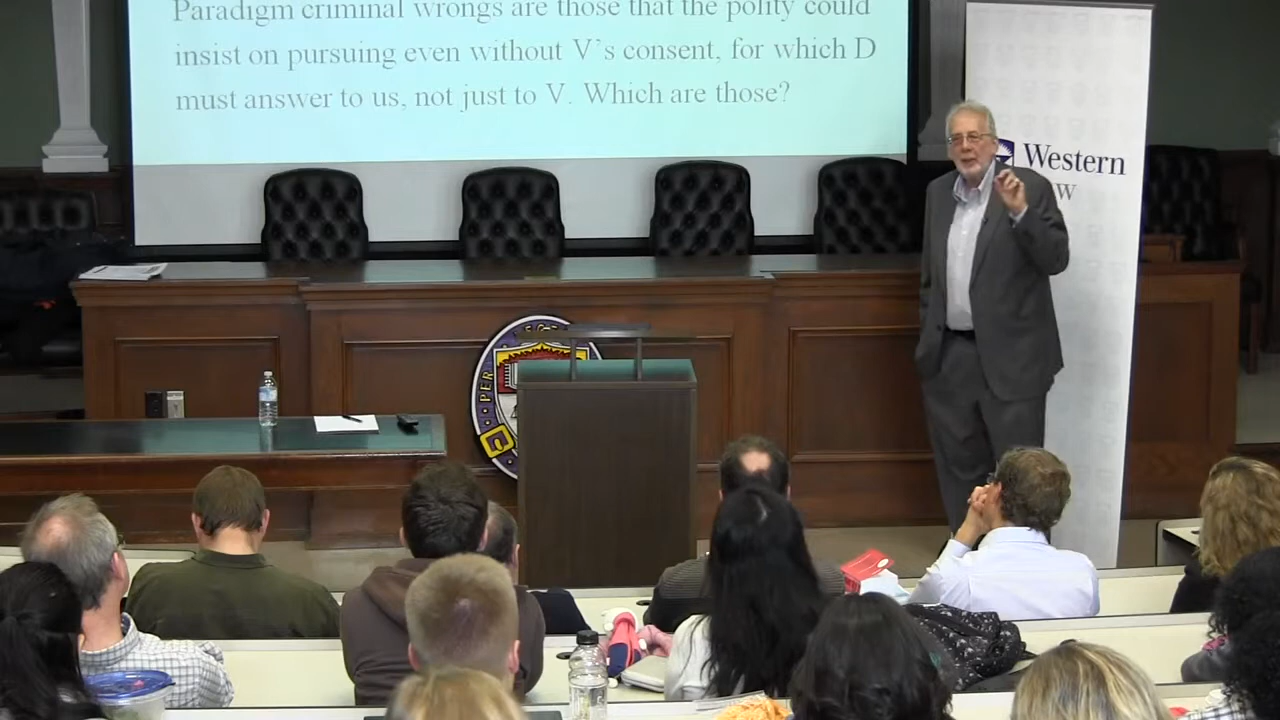 Paradigm criminal wrongs are those that the polity could
insist on pursuing even without V's consent, for which D
must answer to us, not just to V. Which are those?
Western
PER